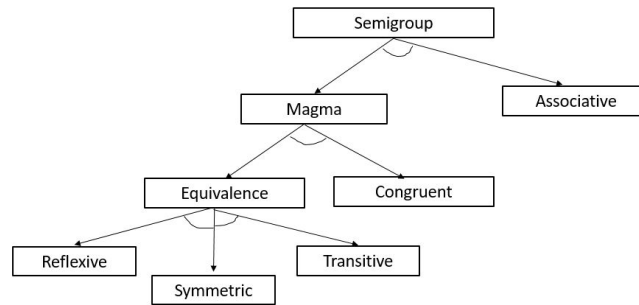 Semigroup
Magma
Associative
Equivalence
Congruent
Reflexive
Symmetric
Transitive